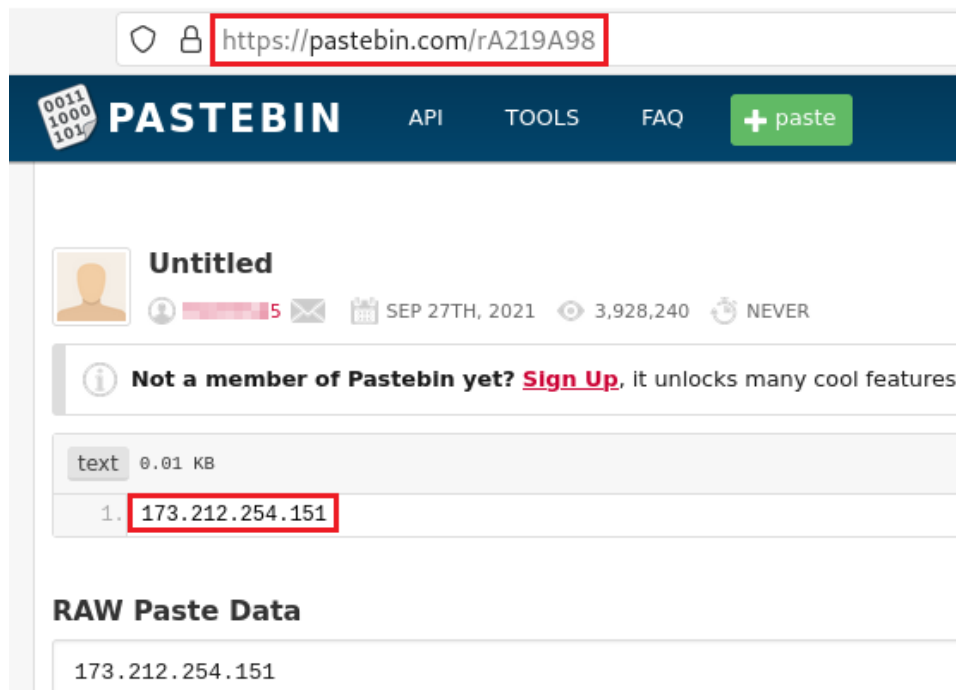 https://pastebin.com/rA219A98
0011
1000
101
PASTEBIN API TOOLS FAQ + paste
Untitled
5 SEP 27TH, 2021 3,928,240 NEVER
Not a member of Pastebin yet? Sign Up, it unlocks many cool features
text 0.01 KB
1. 173.212.254.151
RAW Paste Data
173.212.254.151